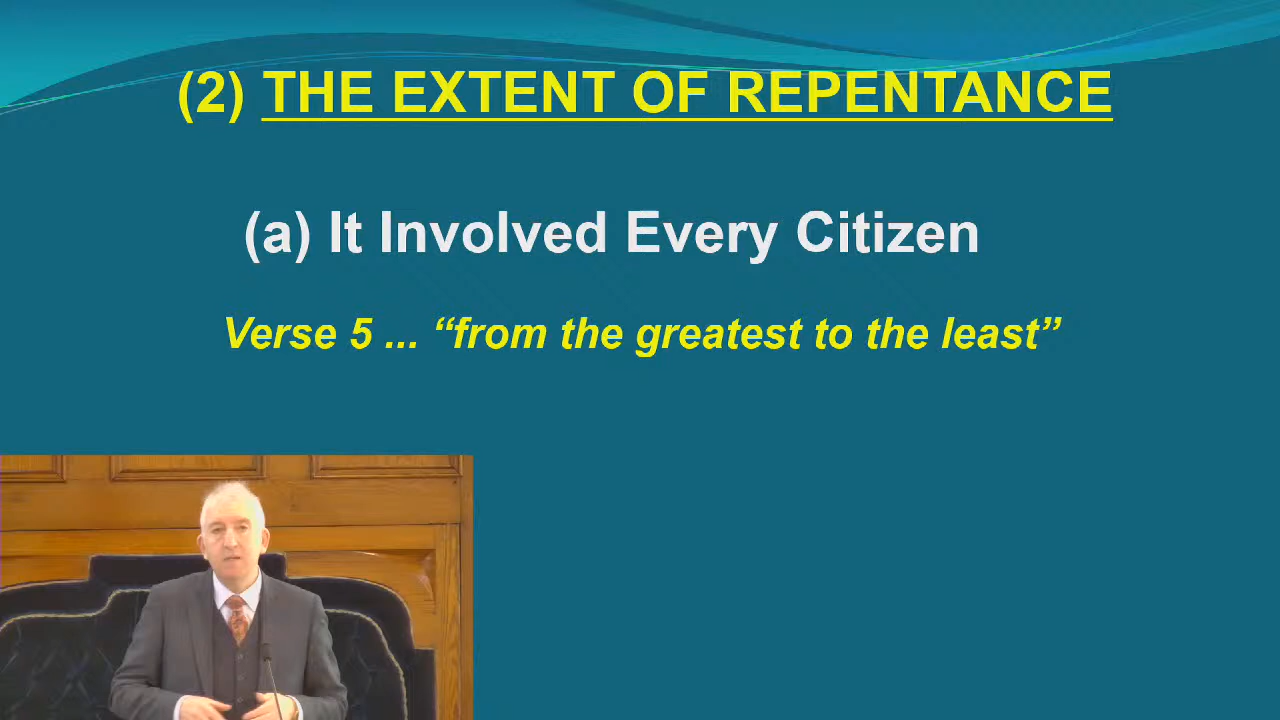 (2) THE EXTENT OF REPENTANCE
(a) It Involved Every Citizen
Verse 5 ... “from the greatest to the least”